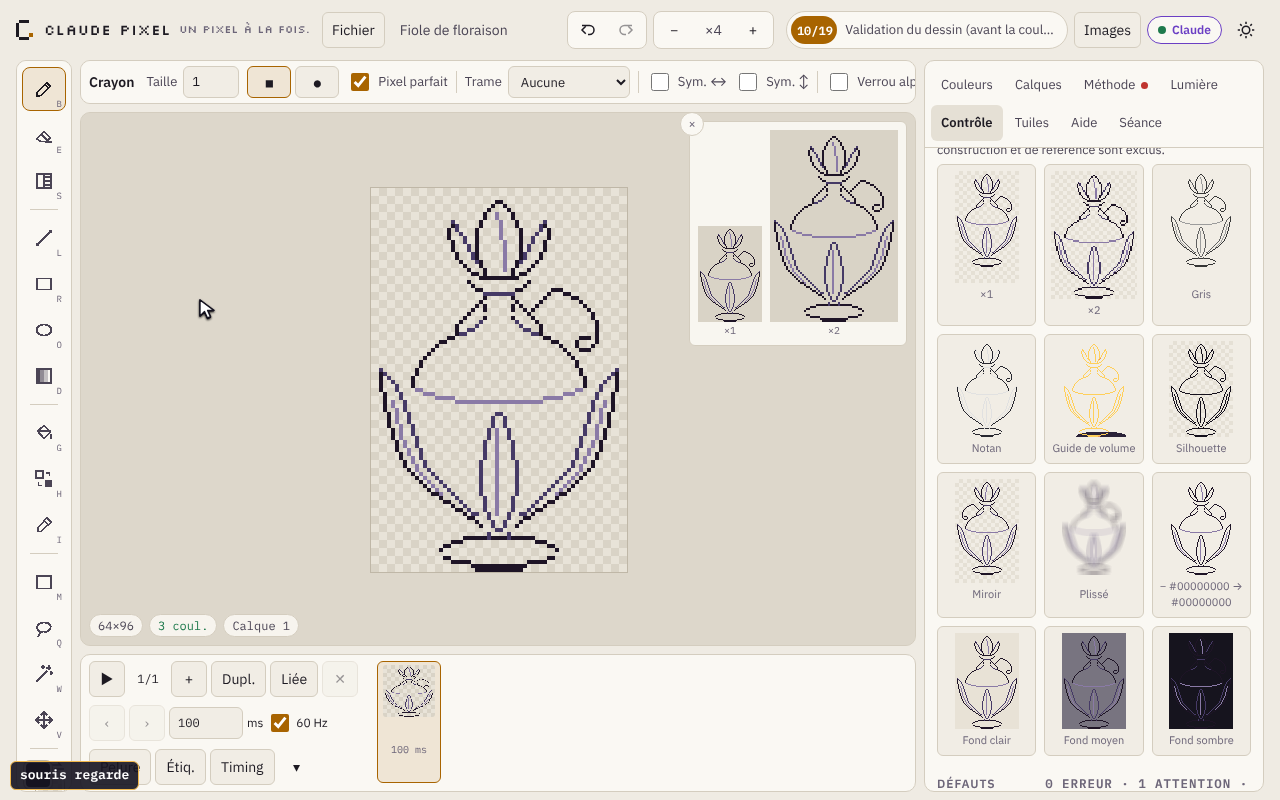 CLAUDE PIXEL UN PIXEL À LA FOIS. Fichier Fiole de floraison − ×4 + 10/19 Validation du dessin (avant la coul… Images Claude
Crayon Taille 1 Pixel parfait Trame Aucune Sym. ↔ Sym. ↕ Verrou alp
Couleurs Calques Méthode Lumière
Contrôle Tuiles Aide Séance
construction et de référence sont exclus.
B
E
S
L
R
O
D
G
H
I
M
Q
W
V
×1 ×2
×1 ×2 Gris
Notan Guide de volume Silhouette
Miroir Plissé − #00000000 → #00000000
Fond clair Fond moyen Fond sombre
DÉFAUTS 0 ERREUR · 1 ATTENTION ·
64×96 3 coul. Calque 1
1/1 + Dupl. Liée ✕
‹ › 100 ms 60 Hz
100 ms
Étiq. Timing ▼
souris regarde